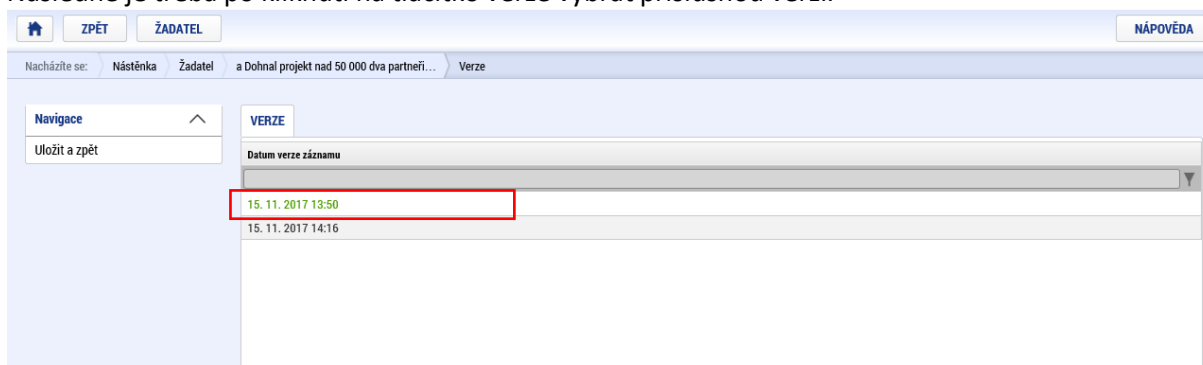 Následně je třeba po kliknutí na tlačítko Verze vybrat příslušnou verzi.
ZPĚT ŽADATEL NÁPOVĚDA
Nacházíte se: Nástěnka Žadatel a Dohnal projekt nad 50 000 dva partneři... Verze
Navigace VERZE
Uložit a zpět Datum verze záznamu
15. 11. 2017 13:50
15. 11. 2017 14:16